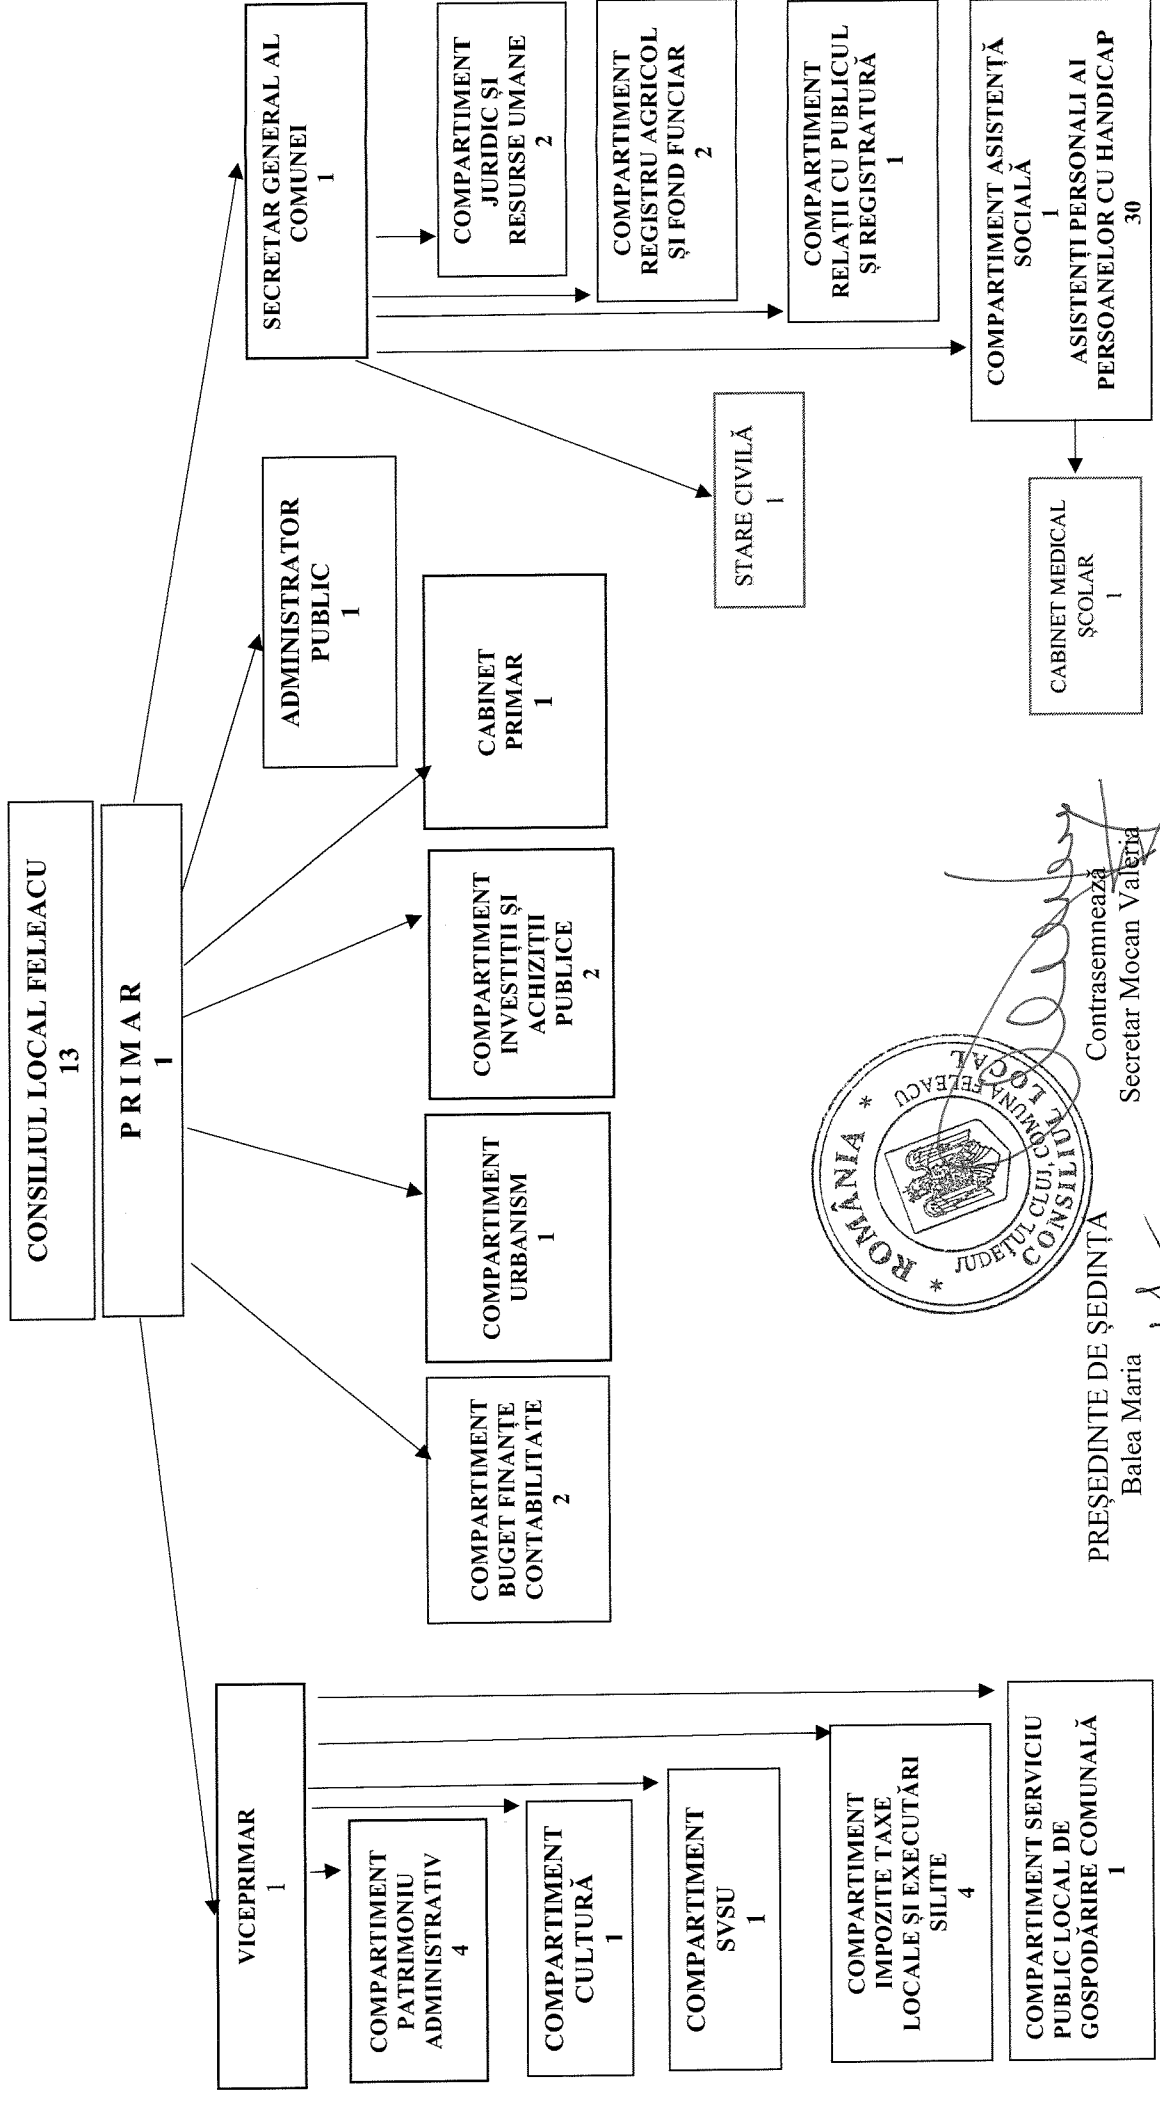 CONSILIUL LOCAL FELEACU
13
P R I M A R
1
VICEPRIMAR
1
COMPARTIMENT
PATRIMONIU
ADMINISTRATIV
4
COMPARTIMENT
CULTURĂ
1
COMPARTIMENT
SVSU
1
COMPARTIMENT
IMPOZITE TAXE
LOCALE ȘI EXECUTĂRI
SILITE
4
COMPARTIMENT SERVICIU
PUBLIC LOCAL DE
GOSPODĂRIRE COMUNALĂ
1
COMPARTIMENT
BUGET FINANȚE
CONTABILITATE
2
COMPARTIMENT
URBANISM
1
COMPARTIMENT
INVESTIȚII ȘI
ACHIZIȚII
PUBLICE
2
CABINET
PRIMAR
1
ADMINISTRATOR
PUBLIC
1
SECRETAR GENERAL AL
COMUNEI
1
COMPARTIMENT
JURIDIC ȘI
RESURSE UMANE
2
COMPARTIMENT
REGISTRU AGRICOL
ȘI FOND FUNCIAR
2
COMPARTIMENT
RELAȚII CU PUBLICUL
ȘI REGISTRATURĂ
1
COMPARTIMENT ASISTENȚĂ
SOCIALĂ
1
ASISTENȚI PERSONALI AI
PERSOANELOR CU HANDICAP
30
STARE CIVILĂ
1
CABINET MEDICAL
ȘCOLAR
1
PREȘEDINTE DE ȘEDINȚA
Balea Maria
* ROMÂNIA *
JUDEȚUL CLUJ, COMUNA FELEACU
CONSILIUL LOCAL
Contrasemnează
Secretar Mocan Valeria